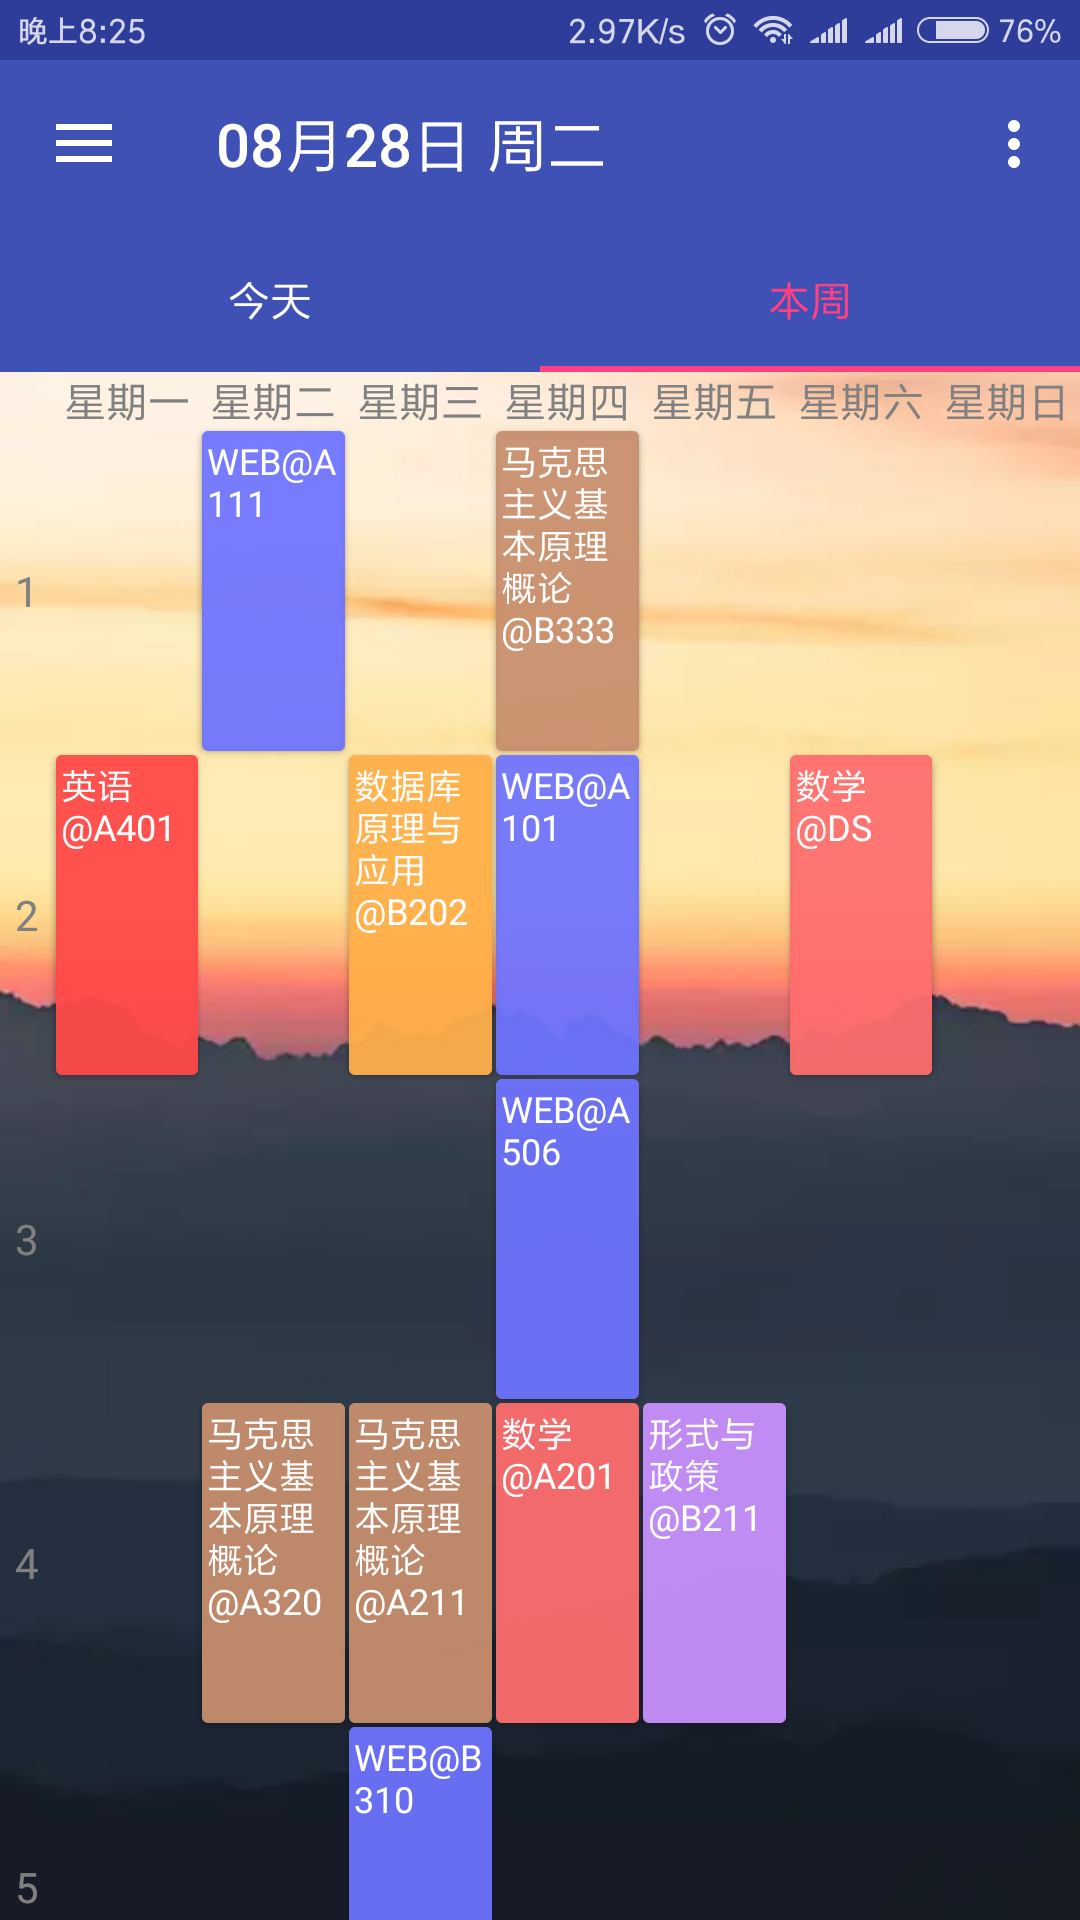 晚上8:25
2.97K/s
76%
08月28日 周二
今天
本周
星期一 星期二 星期三 星期四 星期五 星期六 星期日
1
WEB@A
111
马克思
主义基
本原理
概论
@B333
2
英语
@A401
数据库
原理与
应用
@B202
WEB@A
101
数学
@DS
3
WEB@A
506
4
马克思
主义基
本原理
概论
@A320
马克思
主义基
本原理
概论
@A211
数学
@A201
形式与
政策
@B211
5
WEB@B
310